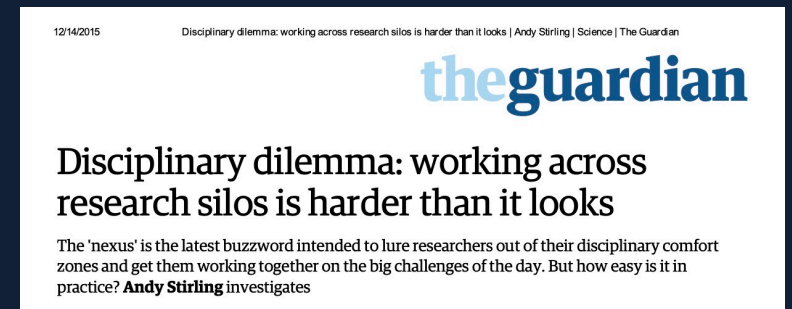 12/14/2015 Disciplinary dilemma: working across research silos is harder than it looks | Andy Stirling | Science | The Guardian
theguardian
Disciplinary dilemma: working across
research silos is harder than it looks
The 'nexus' is the latest buzzword intended to lure researchers out of their disciplinary comfort
zones and get them working together on the big challenges of the day. But how easy is it in
practice? Andy Stirling investigates